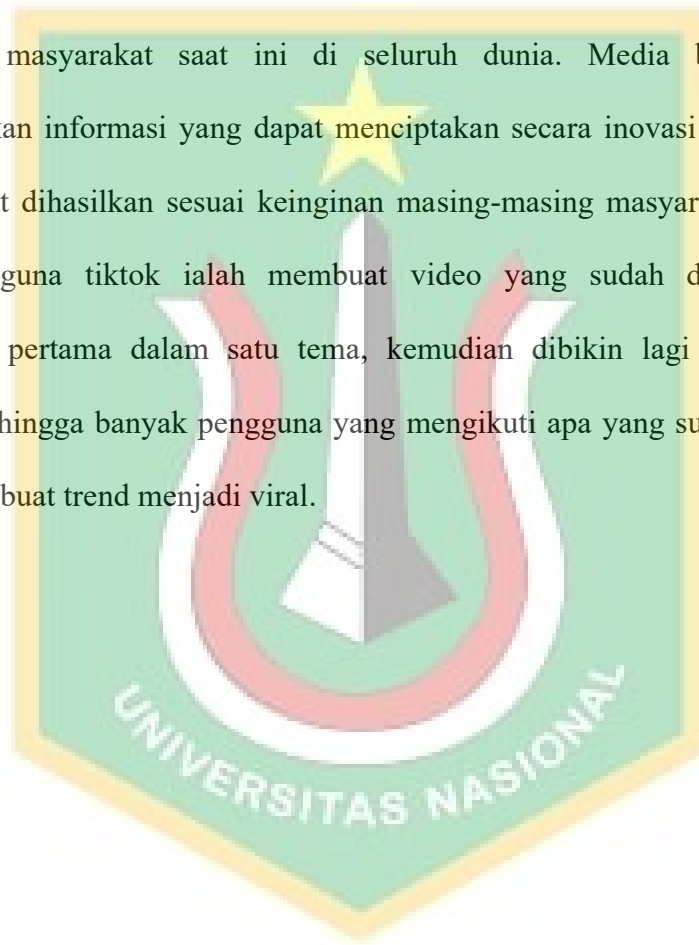 masyarakat saat ini di seluruh dunia. Media
kan informasi yang dapat menciptakan secara inovasi
t dihasilkan sesuai keinginan masing-masing masyar
guna tiktok ialah membuat video yang sudah d
pertama dalam satu tema, kemudian dibikin lagi
hingga banyak pengguna yang mengikuti apa yang su
buat trend menjadi viral.
UNIVERSITAS NASIONAL